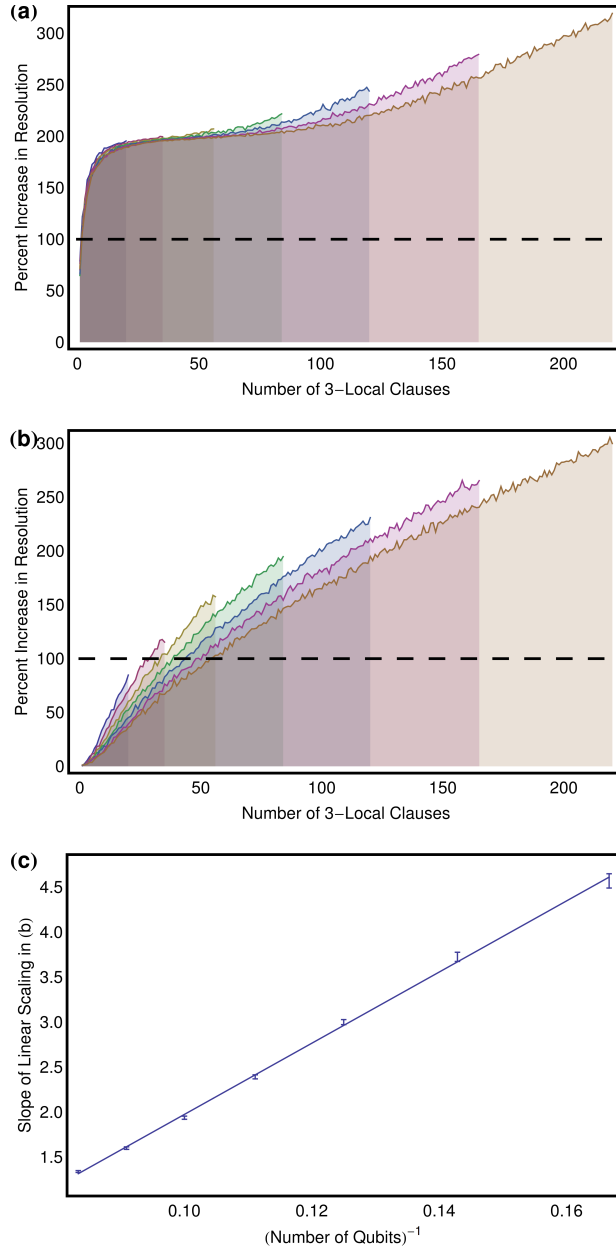 (a)
300
250
200
150
100
50
0
Percent Increase in Resolution
0 50 100 150 200
Number of 3−Local Clauses
(b)
300
250
200
150
100
50
0
Percent Increase in Resolution
0 50 100 150 200
Number of 3−Local Clauses
(c)
4.5
4.0
3.5
3.0
2.5
2.0
1.5
Slope of Linear Scaling in (b)
0.10 0.12 0.14 0.16
(Number of Qubits)⁻¹